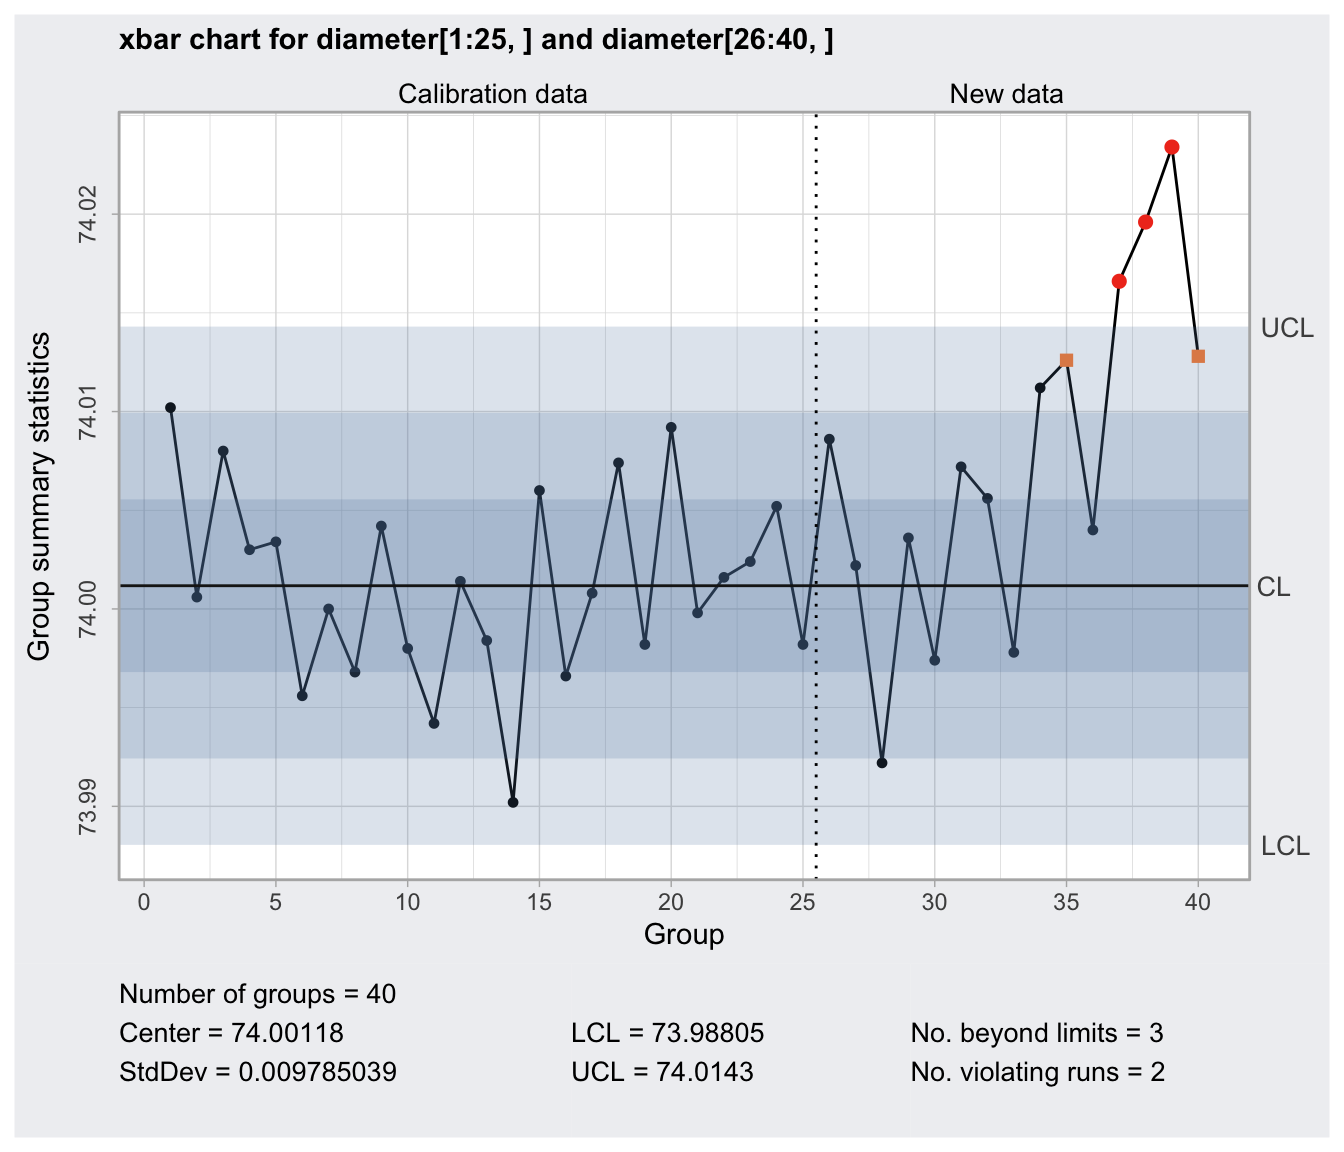 xbar chart for diameter[1:25, ] and diameter[26:40, ]
Calibration data
New data
Group summary statistics
74.02
74.01
74.00
73.99
UCL
CL
LCL
0 5 10 15 20 25 30 35 40
Group
Number of groups = 40
Center = 74.00118 LCL = 73.98805 No. beyond limits = 3
StdDev = 0.009785039 UCL = 74.0143 No. violating runs = 2